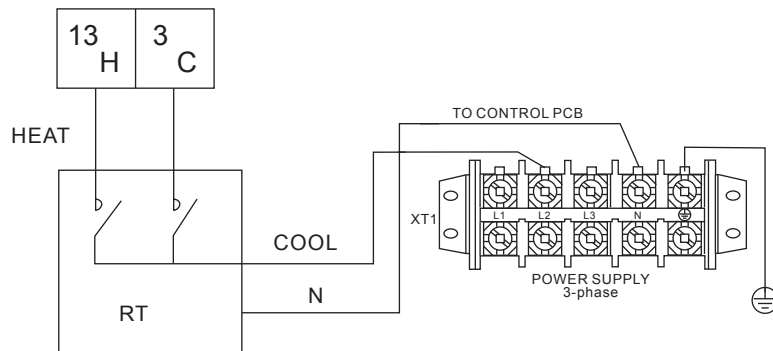 13 3
H C
HEAT
TO CONTROL PCB
XT1
L1 L2 L3 N
COOL
POWER SUPPLY
3-phase
N
RT